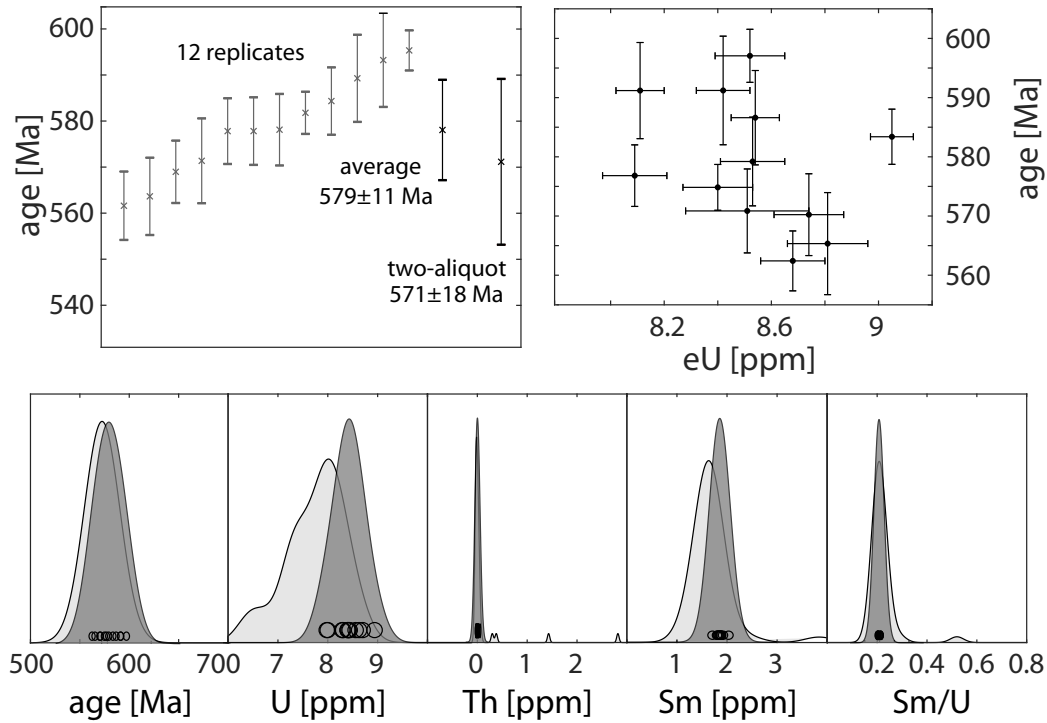 600
580
560
540
age [Ma]
12 replicates
average
579±11 Ma
two-aliquot
571±18 Ma
600
590
580
570
560
age [Ma]
8.2 8.6 9
eU [ppm]
500 600 700
age [Ma]
7 8 9
U [ppm]
0 1 2
Th [ppm]
1 2 3
Sm [ppm]
0.2 0.4 0.6 0.8
Sm/U